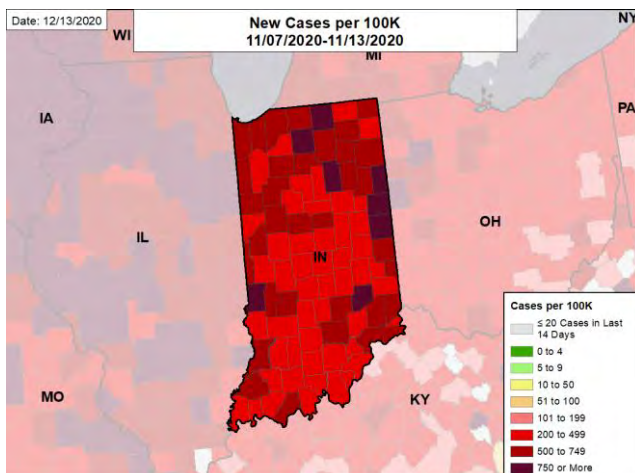 Date: 12/13/2020
New Cases per 100K
11/07/2020-11/13/2020
NY
WI
MI
IA
PA
IL
OH
IN
MO
KY
Cases per 100K
≤ 20 Cases in Last
14 Days
0 to 4
5 to 9
10 to 50
51 to 100
101 to 199
200 to 499
500 to 749
750 or More